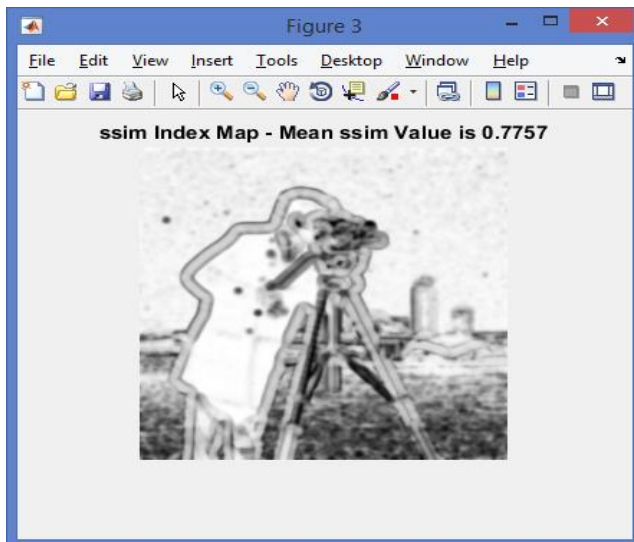 Figure 3
File Edit View Insert Tools Desktop Window Help
ssim Index Map - Mean ssim Value is 0.7757